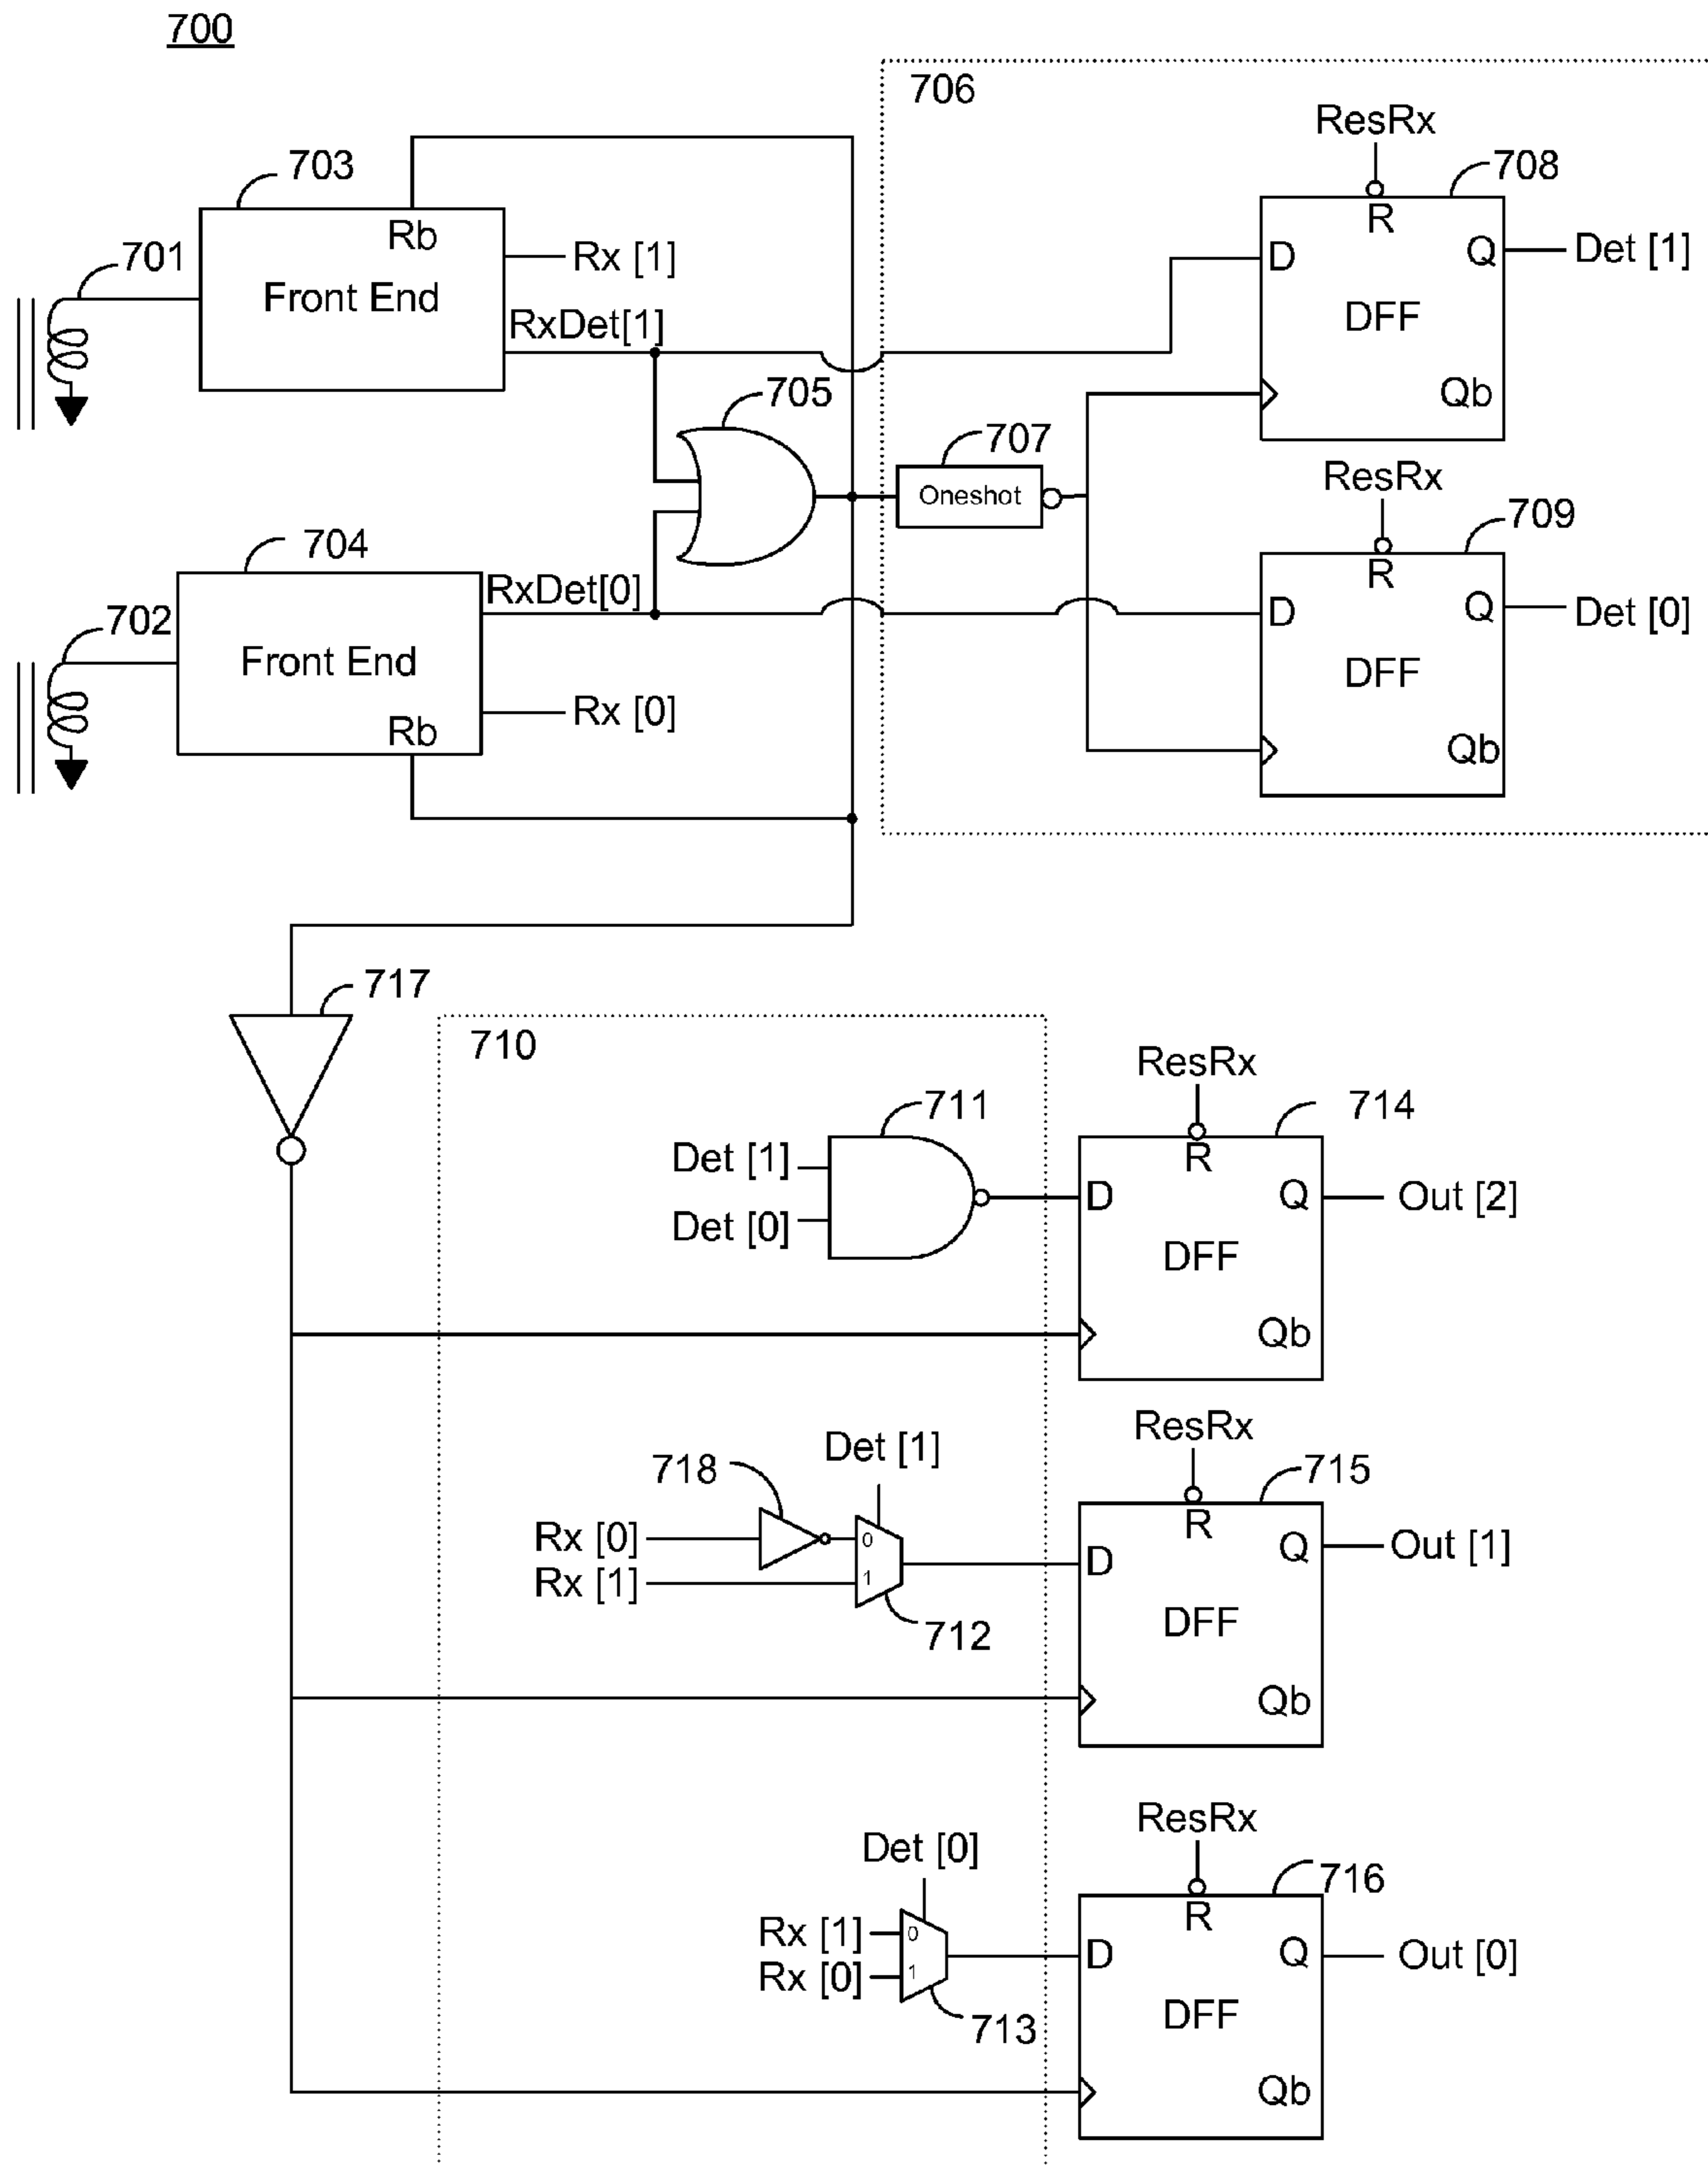 700
706
ResRx
708
R
D
Q
Det [1]
DFF
Qb
703
Rb
701
Front End
Rx [1]
RxDet[1]
705
707
Oneshot
ResRx
709
R
D
Q
Det [0]
DFF
Qb
704
RxDet[0]
702
Front End
Rx [0]
Rb
717
710
711
Det [1]
Det [0]
ResRx
714
R
D
Q
Out [2]
DFF
Qb
Det [1]
718
Rx [0]
0
Rx [1]
1
712
ResRx
715
R
D
Q
Out [1]
DFF
Qb
Det [0]
Rx [1]
0
Rx [0]
1
713
ResRx
716
R
D
Q
Out [0]
DFF
Qb